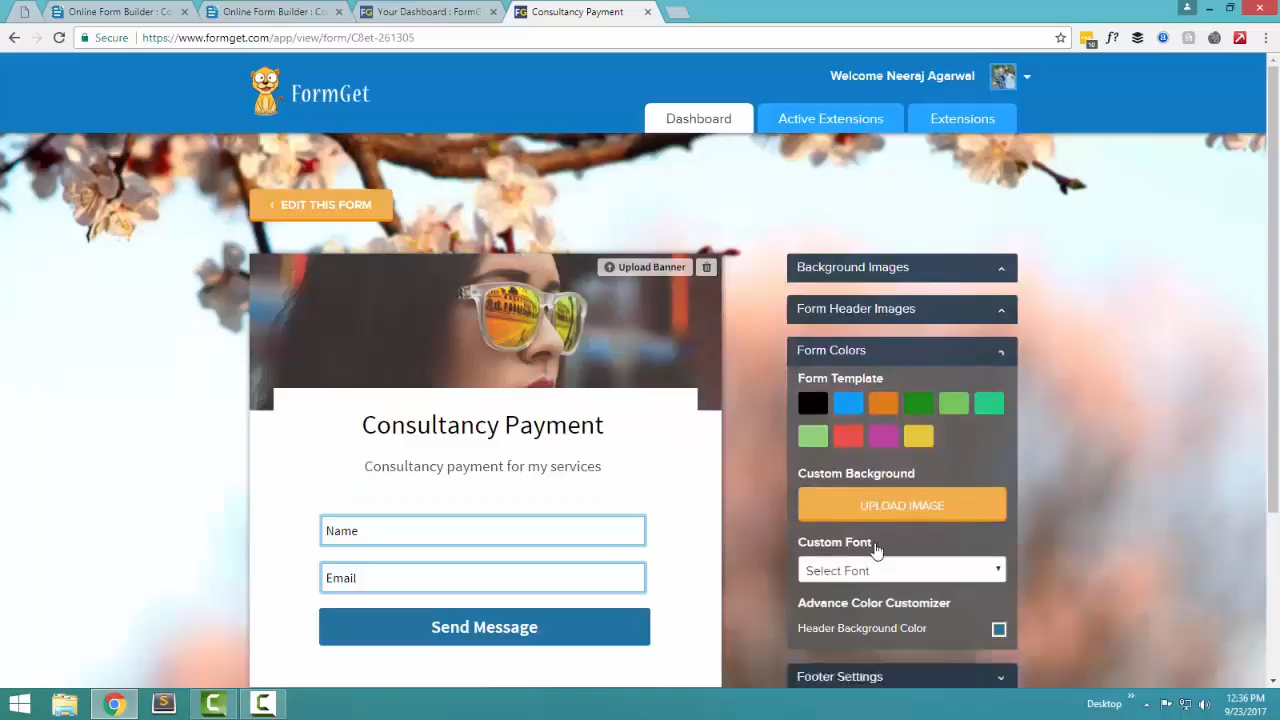 Online Form Builder : Co
Online Form Builder : Co
Your Dashboard : FormG
Consultancy Payment
Secure
https://www.formget.com/app/view/form/C8et-261305
f?
10
FormGet
Welcome Neeraj Agarwal
Dashboard
Active Extensions
Extensions
EDIT THIS FORM
Upload Banner
Consultancy Payment
Consultancy payment for my services
Name
Email
Send Message
Background Images
Form Header Images
Form Colors
Form Template
Custom Background
UPLOAD IMAGE
Custom Font
Select Font
Advance Color Customizer
Header Background Color
Footer Settings
Desktop
12:36 PM
9/23/2017